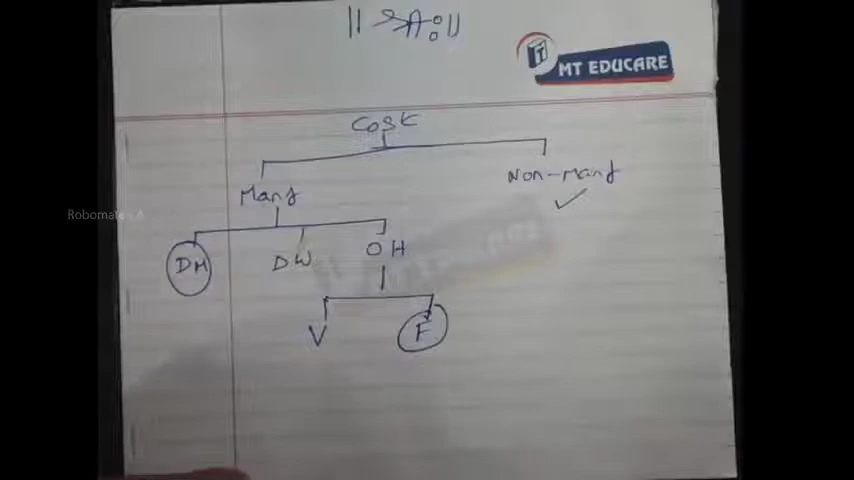 MT EDUCARE
Cost
Manf
Non-Manf
DM
DW
OH
V
F